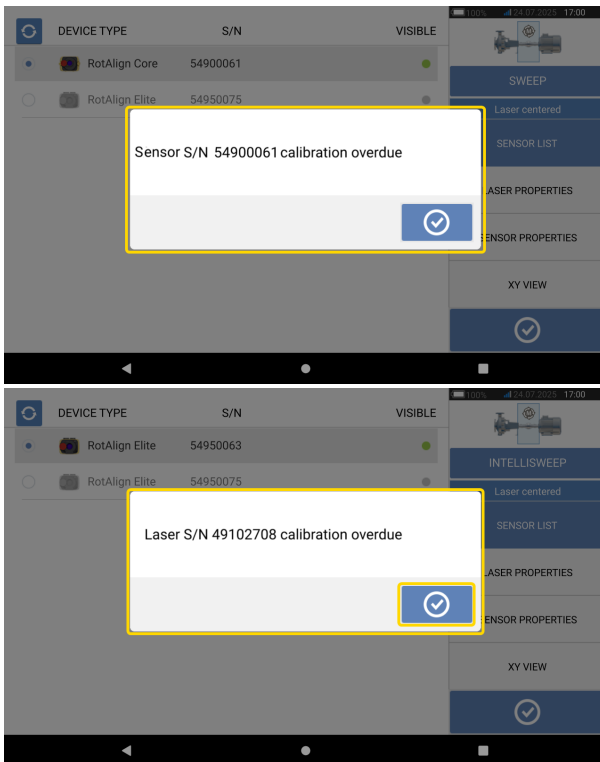 100% 24.07.2025 17:00
DEVICE TYPE S/N VISIBLE
RotAlign Core 54900061
SWEEP
RotAlign Elite 54950075
Laser centered
Sensor S/N 54900061 calibration overdue
SENSOR LIST
LASER PROPERTIES
ENSOR PROPERTIES
XY VIEW
100% 24.07.2025 17:00
DEVICE TYPE S/N VISIBLE
RotAlign Elite 54950063
INTELLISWEEP
RotAlign Elite 54950075
Laser centered
Laser S/N 49102708 calibration overdue
SENSOR LIST
LASER PROPERTIES
ENSOR PROPERTIES
XY VIEW